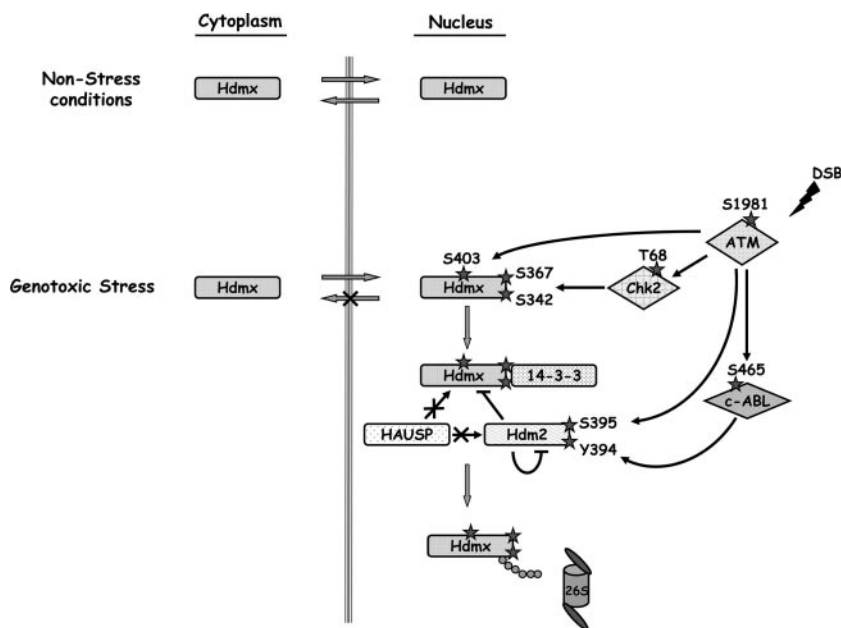 Cytoplasm
Nucleus
Non-Stress
conditions
Hdmx
Hdmx
DSB
S1981
ATM
S403
T68
S367
Genotoxic Stress
Hdmx
Hdmx
Chk2
S342
S465
Hdmx
14-3-3
c-ABL
S395
HAUSP
Hdm2
Y394
Hdmx
26S